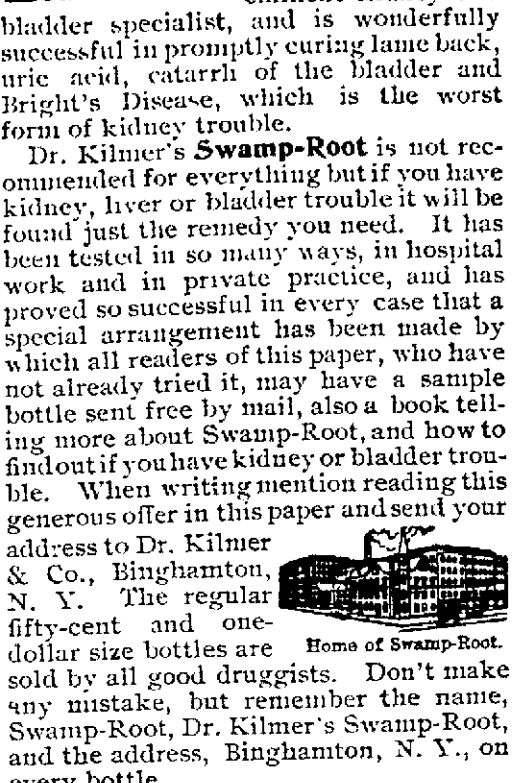 bladder specialist, and is wonderfully
successful in promptly curing lame back,
uric acid, catarrh of the bladder and
Bright's Disease, which is the worst
form of kidney trouble.
Dr. Kilmer's Swamp-Root is not rec-
ommended for everything but if you have
kidney, liver or bladder trouble it will be
found just the remedy you need. It has
been tested in so many ways, in hospital
work and in private practice, and has
proved so successful in every case that a
special arrangement has been made by
which all readers of this paper, who have
not already tried it, may have a sample
bottle sent free by mail, also a book tell-
ing more about Swamp-Root, and how to
find out if you have kidney or bladder trou-
ble. When writing mention reading this
generous offer in this paper and send your
address to Dr. Kilmer
& Co., Binghamton,
N. Y. The regular
fifty-cent and one-
dollar size bottles are
Home of Swamp-Root.
sold by all good druggists. Don't make
any mistake, but remember the name,
Swamp-Root, Dr. Kilmer's Swamp-Root,
and the address, Binghamton, N. Y., on
every bottle